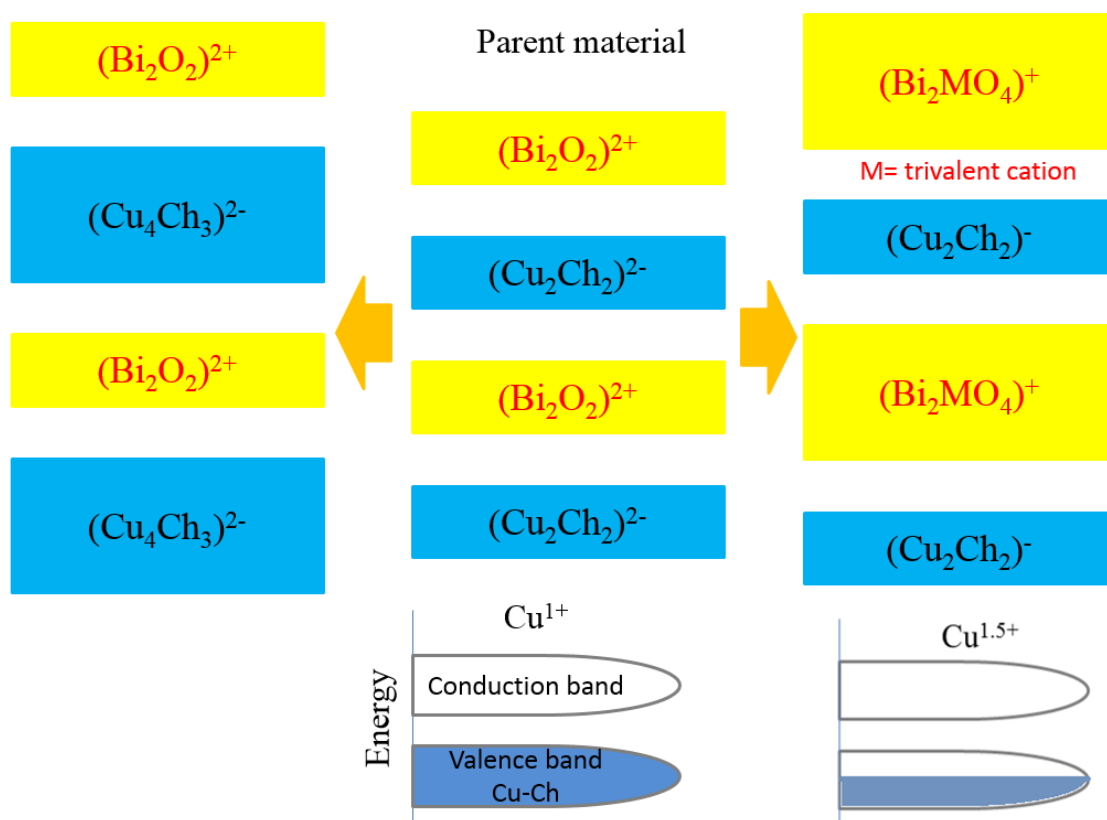 (Bi₂O₂)²⁺
(Cu₄Ch₃)²⁻
(Bi₂O₂)²⁺
(Cu₄Ch₃)²⁻
Parent material
(Bi₂O₂)²⁺
(Cu₂Ch₂)²⁻
(Bi₂O₂)²⁺
(Cu₂Ch₂)²⁻
(Bi₂MO₄)⁺
M= trivalent cation
(Cu₂Ch₂)⁻
(Bi₂MO₄)⁺
(Cu₂Ch₂)⁻
Cu¹⁺
Energy
Conduction band
Valence band
Cu-Ch
Cu¹·⁵⁺